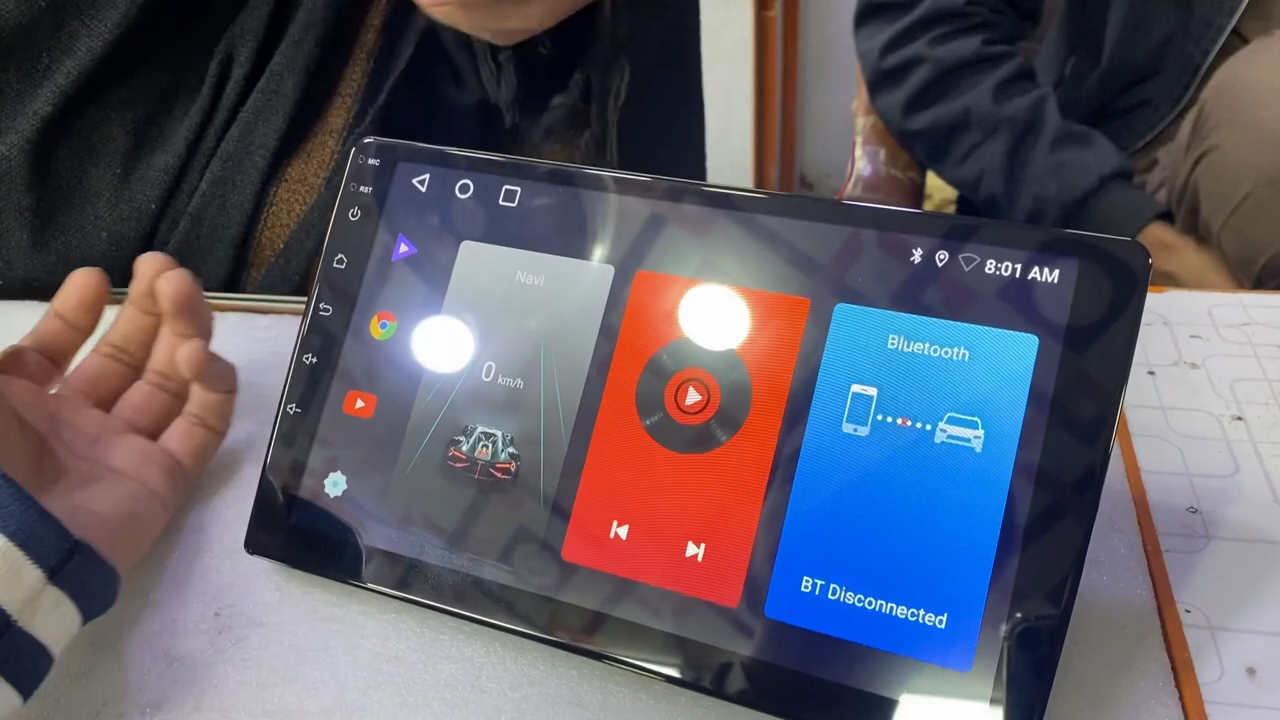 MIC
RST
8:01 AM
Navi
0 km/h
Bluetooth
BT Disconnected